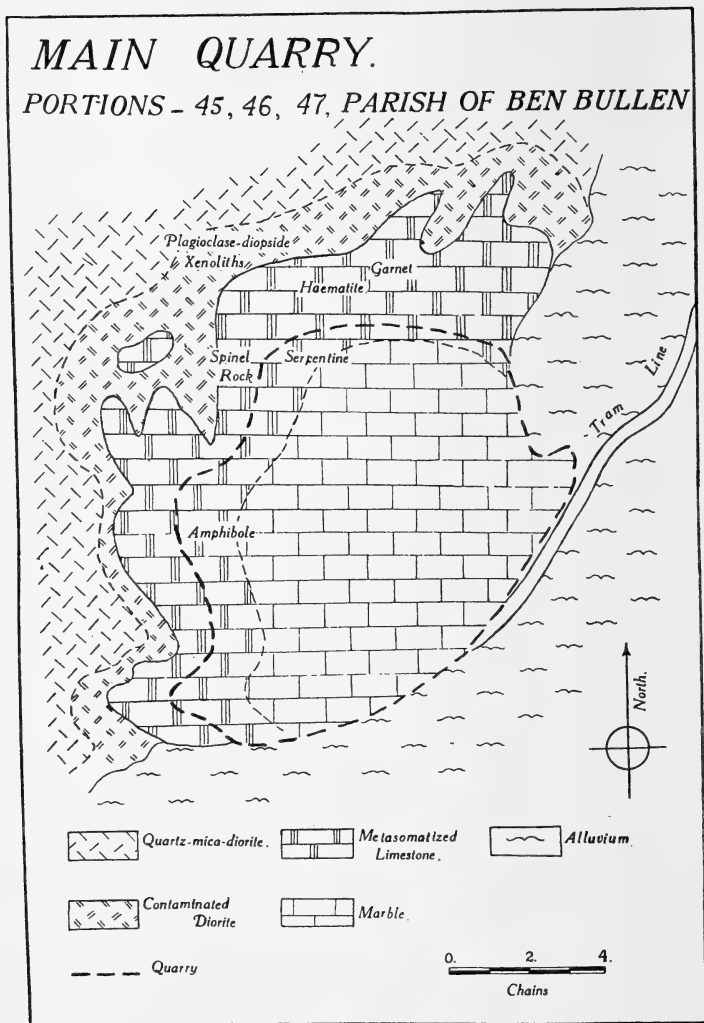 MAIN QUARRY.
PORTIONS - 45, 46, 47, PARISH OF BEN BULLEN
Plagioclase-diopside
Xenoliths
Garnet
Haematite
Spinel
Rock
Serpentine
Tram Line
Amphibole
North.
Quartz-mica-diorite.
Metasomatized
Limestone.
Alluvium.
Contaminated
Diorite
Marble.
Quarry
0. 2. 4.
Chains